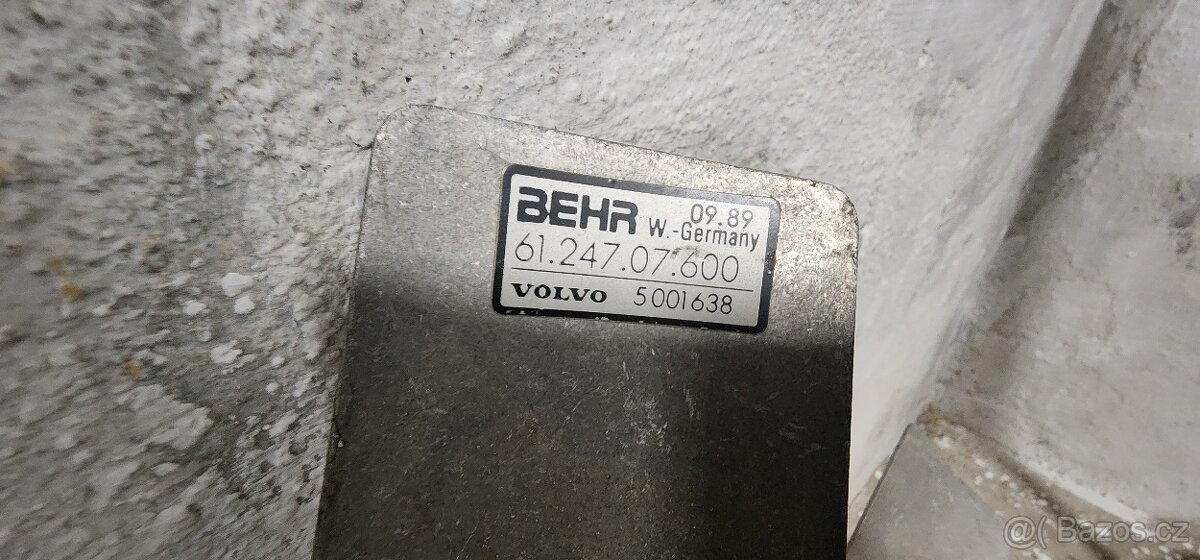 BEHR 09.89
W.-Germany
61.247.07.600
VOLVO 5001638
@( Bazos.cz